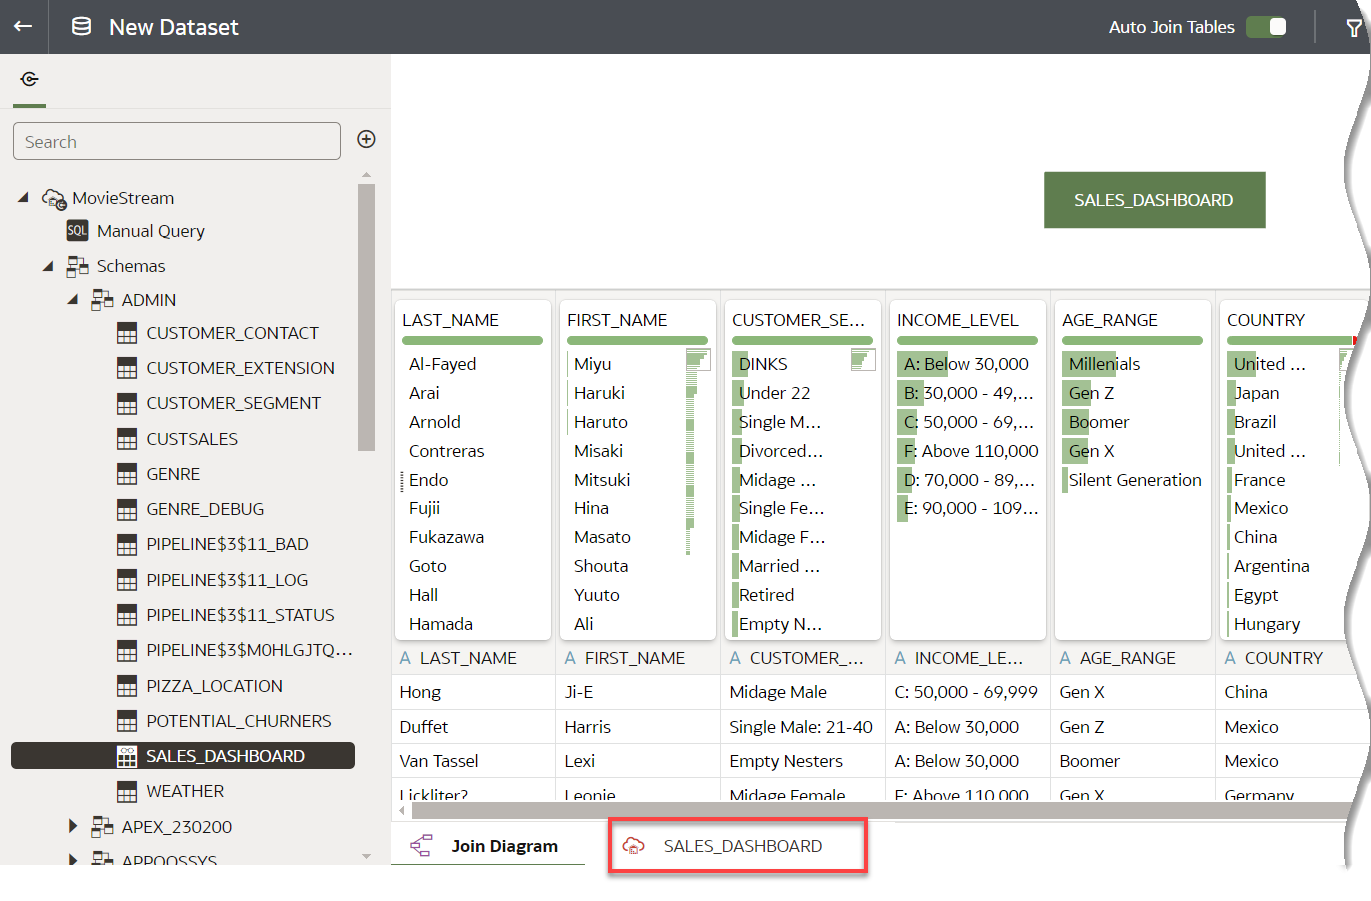 New Dataset
Auto Join Tables
Search
MovieStream
SQL Manual Query
Schemas
ADMIN
CUSTOMER_CONTACT
CUSTOMER_EXTENSION
CUSTOMER_SEGMENT
CUSTSALES
GENRE
GENRE_DEBUG
PIPELINE$3$11_BAD
PIPELINE$3$11_LOG
PIPELINE$3$11_STATUS
PIPELINE$3$M0HLGJTQ...
PIZZA_LOCATION
POTENTIAL_CHURNERS
SALES_DASHBOARD
WEATHER
APEX_230200
APPQOSSYS
SALES_DASHBOARD
LAST_NAME
Al-Fayed
Arai
Arnold
Contreras
Endo
Fujii
Fukazawa
Goto
Hall
Hamada
FIRST_NAME
Miyu
Haruki
Haruto
Misaki
Mitsuki
Hina
Masato
Shouta
Yuuto
Ali
CUSTOMER_SE...
DINKS
Under 22
Single M...
Divorced...
Midage ...
Single Fe...
Midage F...
Married ...
Retired
Empty N...
INCOME_LEVEL
A: Below 30,000
B: 30,000 - 49,...
C: 50,000 - 69,...
F: Above 110,000
D: 70,000 - 89,...
E: 90,000 - 109...
AGE_RANGE
Millenials
Gen Z
Boomer
Gen X
Silent Generation
COUNTRY
United ...
Japan
Brazil
United ...
France
Mexico
China
Argentina
Egypt
Hungary
A LAST_NAME A FIRST_NAME A CUSTOMER_... A INCOME_LE... A AGE_RANGE A COUNTRY
Hong Ji-E Midage Male C: 50,000 - 69,999 Gen X China
Duffet Harris Single Male: 21-40 A: Below 30,000 Gen Z Mexico
Van Tassel Lexi Empty Nesters A: Below 30,000 Boomer Mexico
Lickliter? Leonie Midage Female F: Above 110,000 Gen X Germany
Join Diagram
SALES_DASHBOARD